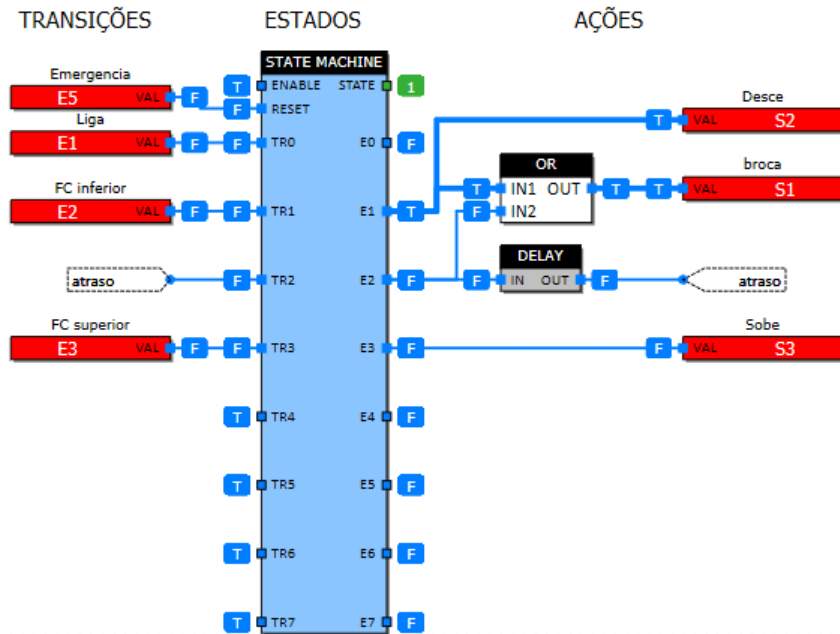 TRANSIÇÕES ESTADOS AÇÕES
STATE MACHINE
Emergencia
E5 VAL F
T ENABLE STATE 1
F RESET
Liga
E1 VAL F F TR0 E0 F
Desce
T VAL S2
FC inferior
E2 VAL F F TR1 E1 T
OR
T IN1 OUT T T
F IN2
broca
VAL S1
atraso F TR2 E2 F
DELAY
F IN OUT F atraso
FC superior
E3 VAL F F TR3 E3 F
Sobe
F VAL S3
T TR4 E4 F
T TR5 E5 F
T TR6 E6 F
T TR7 E7 F